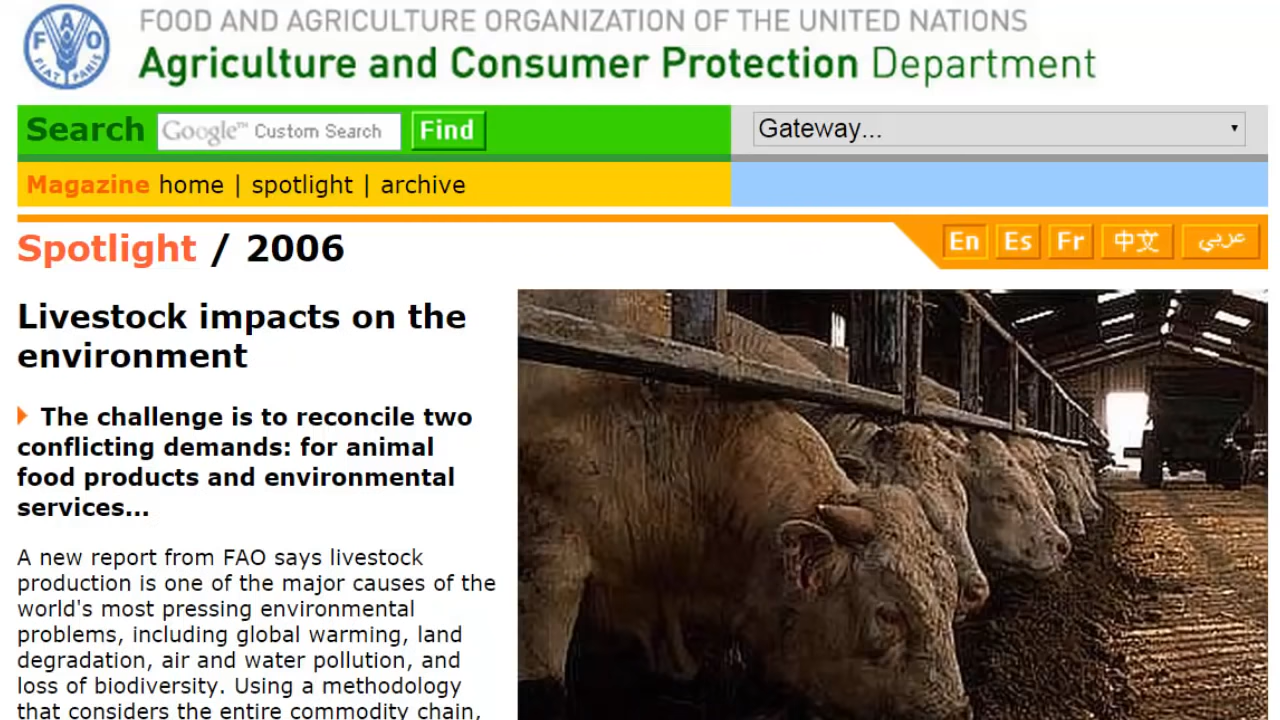 FAO
FIAT PANIS
FOOD AND AGRICULTURE ORGANIZATION OF THE UNITED NATIONS
Agriculture and Consumer Protection Department
Search Google™ Custom Search Find
Gateway...
Magazine home | spotlight | archive
Spotlight / 2006
En Es Fr 中文 عربي
Livestock impacts on the
environment
The challenge is to reconcile two
conflicting demands: for animal
food products and environmental
services...
A new report from FAO says livestock
production is one of the major causes of the
world's most pressing environmental
problems, including global warming, land
degradation, air and water pollution, and
loss of biodiversity. Using a methodology
that considers the entire commodity chain,